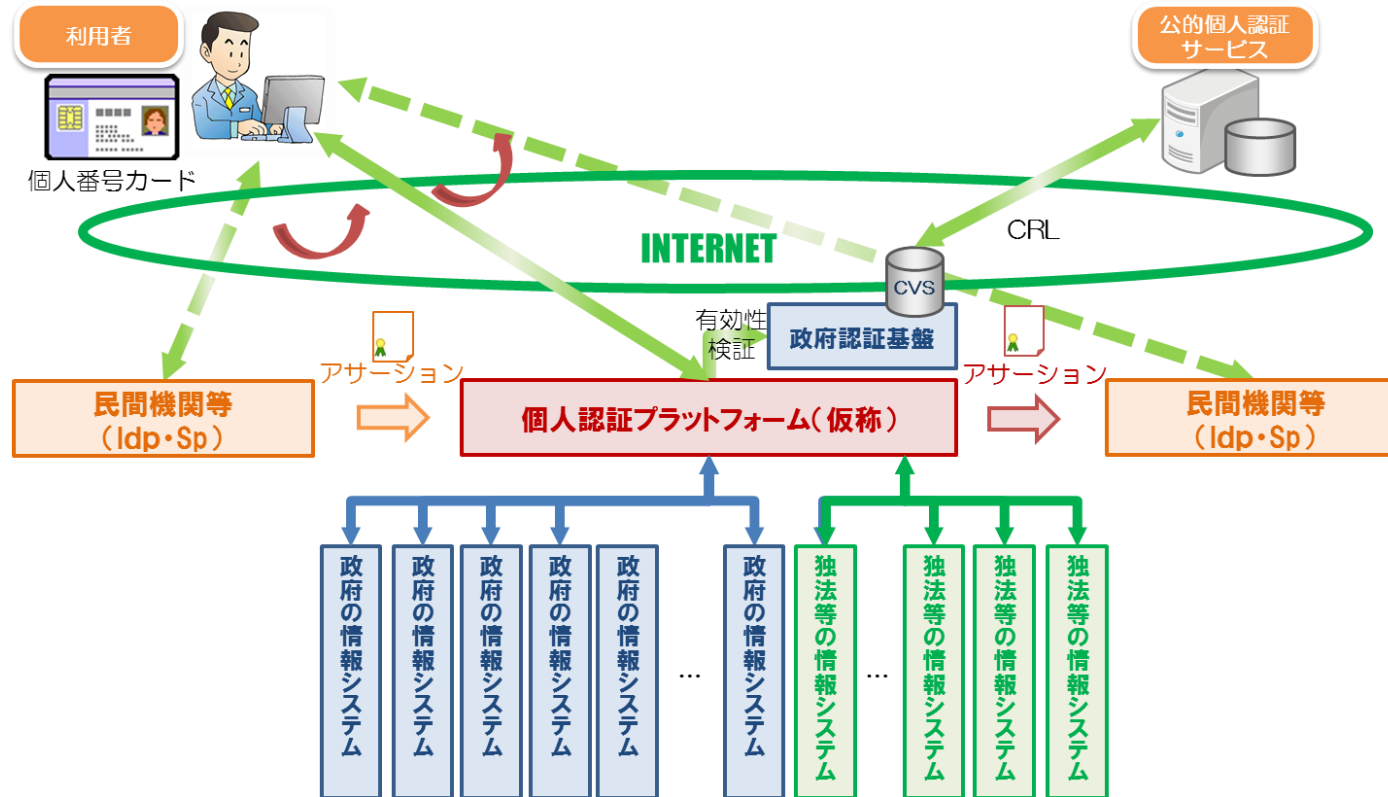 利用者
公的個人認証
サービス
個人番号カード
CRL
INTERNET
CVS
有効性
検証
政府認証基盤
アサーション
アサーション
民間機関等
(Idp・Sp)
個人認証プラットフォーム(仮称)
民間機関等
(Idp・Sp)
政府の情報システム
政府の情報システム
政府の情報システム
政府の情報システム
政府の情報システム
…
政府の情報システム
独法等の情報システム
…
独法等の情報システム
独法等の情報システム
独法等の情報システム